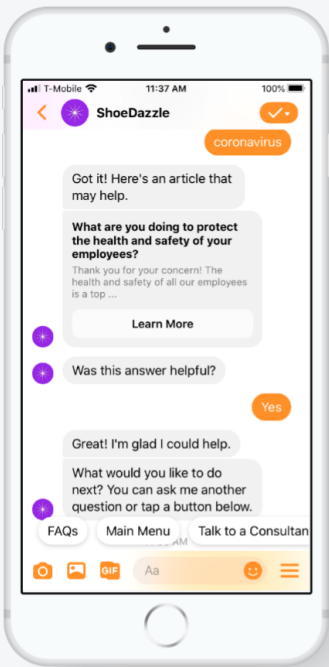 T-Mobile
11:37 AM
100%
ShoeDazzle
coronavirus
Got it! Here's an article that
may help.
What are you doing to protect
the health and safety of your
employees?
Thank you for your concern! The
health and safety of all our employees
is a top ...
Learn More
Was this answer helpful?
Yes
Great! I'm glad I could help.
What would you like to do
next? You can ask me another
question or tap a button below.
FAQs
Main Menu
Talk to a Consultan
AM
GIF
Aa